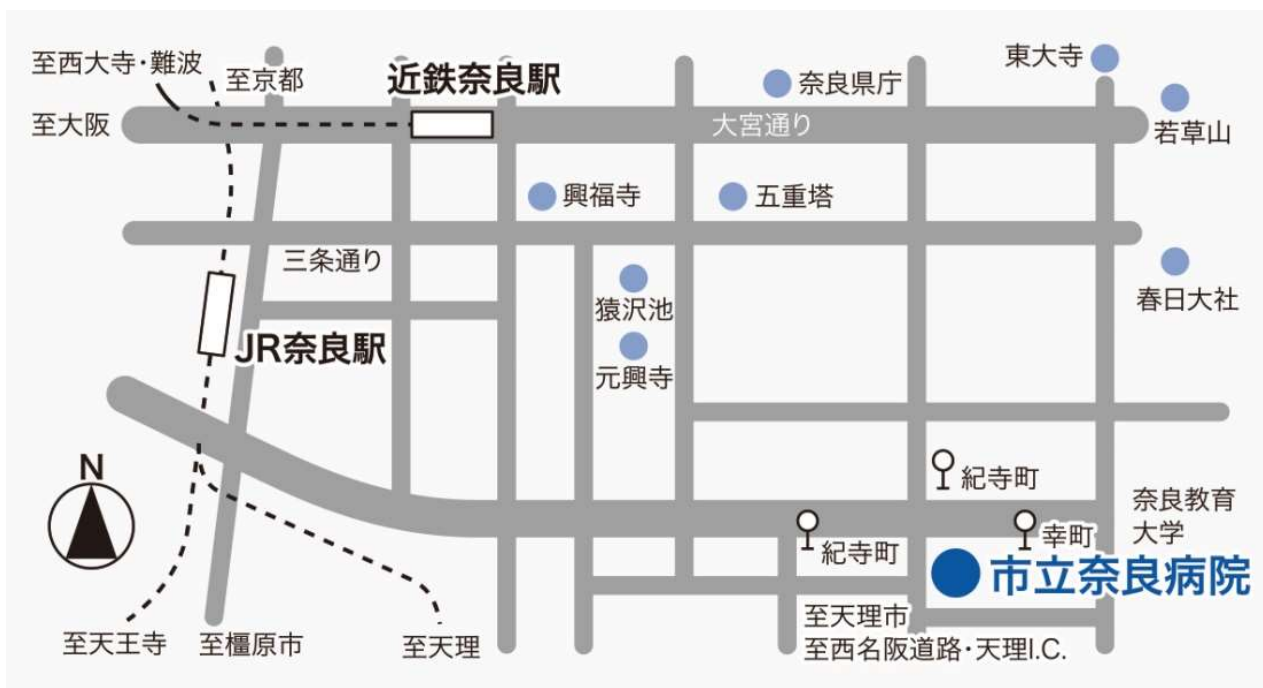 至西大寺・難波
至京都
近鉄奈良駅
奈良県庁
東大寺
至大阪
大宮通り
若草山
興福寺
五重塔
三条通り
猿沢池
春日大社
JR奈良駅
元興寺
N
紀寺町
奈良教育
大学
紀寺町
幸町
市立奈良病院
至天王寺
至橿原市
至天理
至天理市
至西名阪道路・天理I.C.